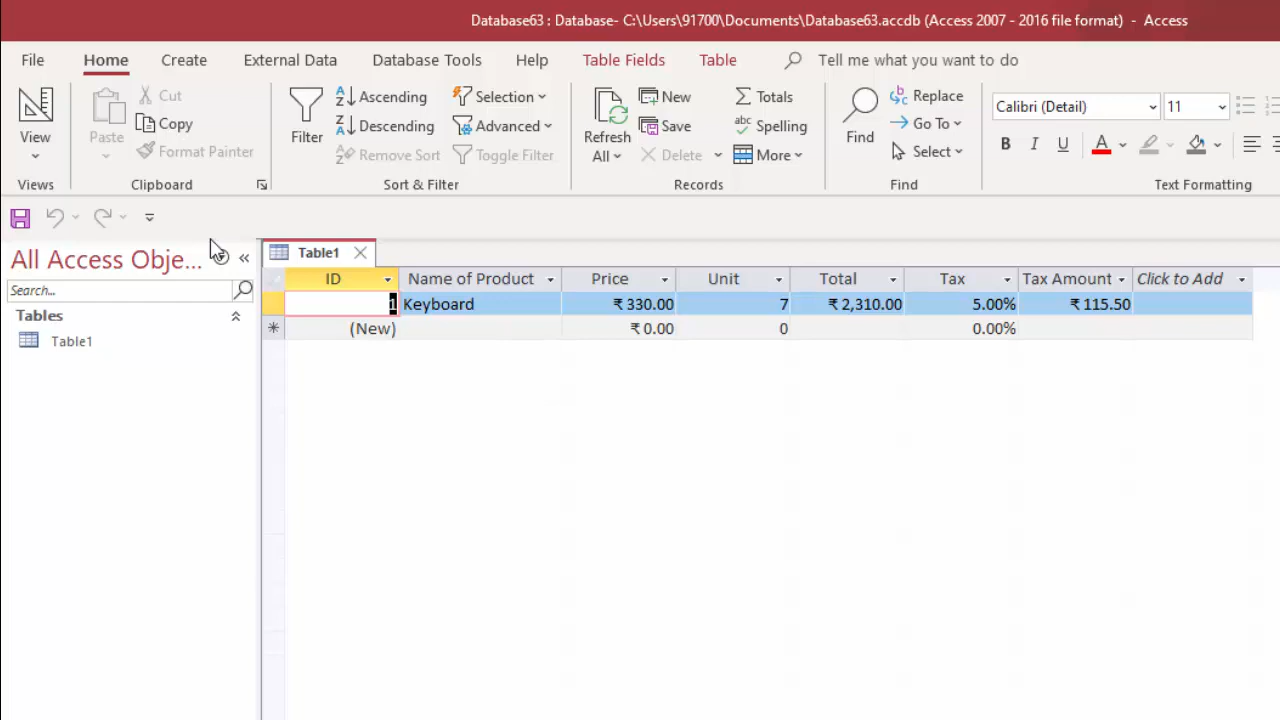 Database63 : Database- C:\Users\91700\Documents\Database63.accdb (Access 2007 - 2016 file format) - Access
File Home Create External Data Database Tools Help Table Fields Table Tell me what you want to do
View
Views
Paste
Cut
Copy
Format Painter
Clipboard
Filter
Ascending
Descending
Remove Sort
Selection
Advanced
Toggle Filter
Sort & Filter
Refresh
All
New
Save
Delete
Totals
Spelling
More
Records
Find
Replace
Go To
Select
Find
Calibri (Detail) 11
B I U A
Text Formatting
All Access Obje...
Search...
Tables
Table1
Table1
ID Name of Product Price Unit Total Tax Tax Amount Click to Add
1 Keyboard ₹ 330.00 7 ₹ 2,310.00 5.00% ₹ 115.50
(New) ₹ 0.00 0 0.00%